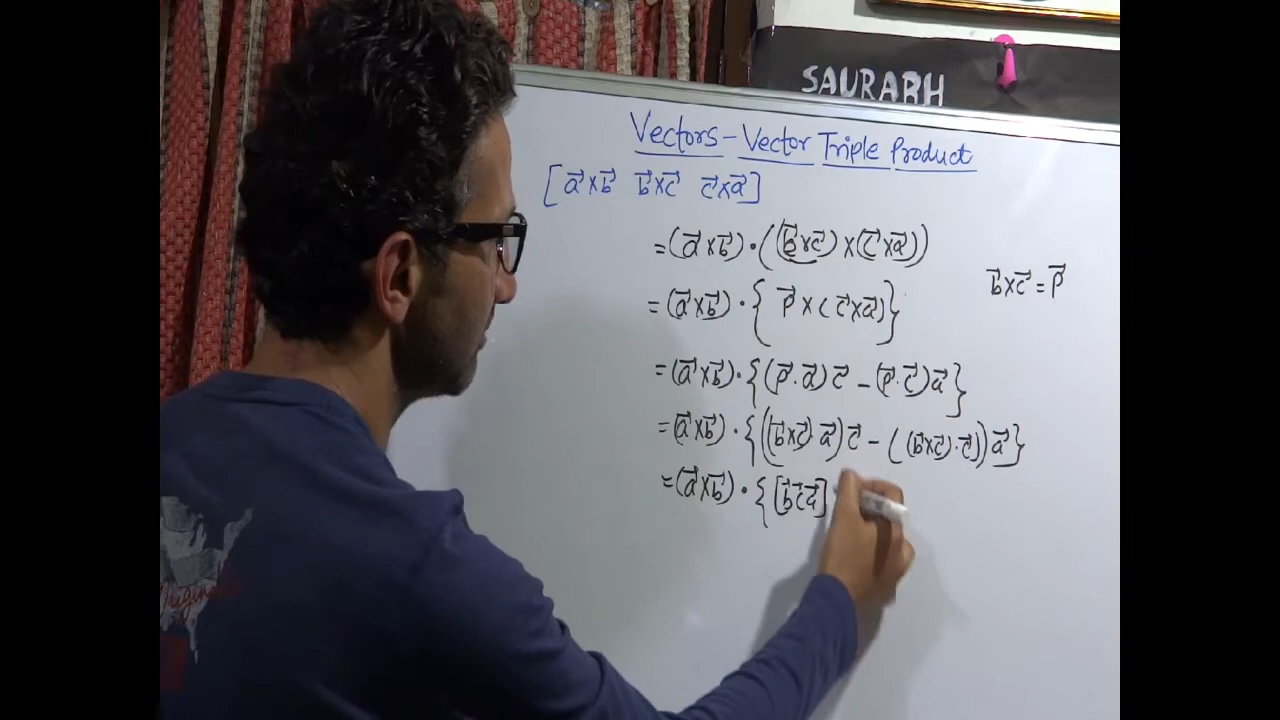 SAURABH
Vectors - Vector Triple Product
[a⃗×b⃗ b⃗×c⃗ c⃗×a⃗]
=(a⃗×b⃗)·((b⃗×c⃗)×(c⃗×a⃗))
b⃗×c⃗=p⃗
=(a⃗×b⃗)·{p⃗×(c⃗×a⃗)}
=(a⃗×b⃗)·{(p⃗·a⃗)c⃗-(p⃗·c⃗)a⃗}
=(a⃗×b⃗)·{((b⃗×c⃗)·a⃗)c⃗-((b⃗×c⃗)·c⃗)a⃗}
=(a⃗×b⃗)·{[b⃗c⃗a⃗]